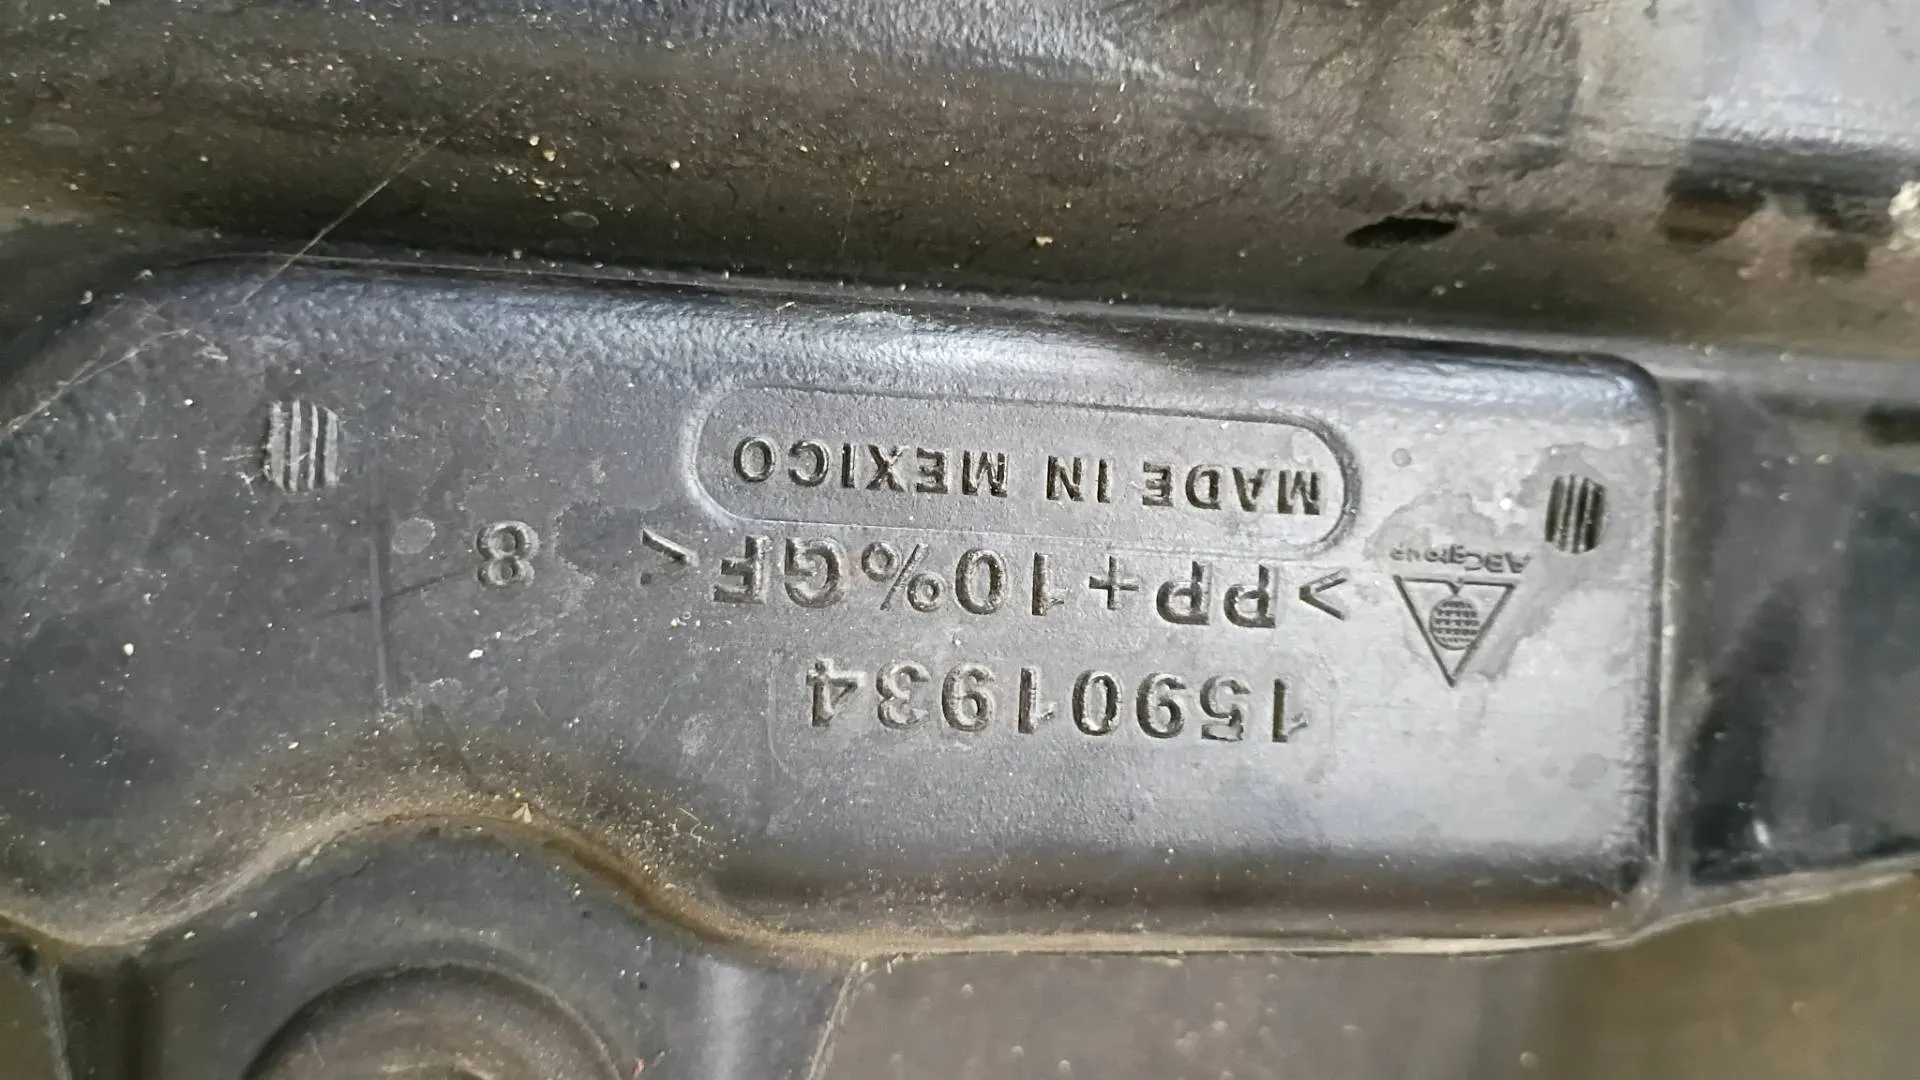 15901934
>PP+10%GF< 8
ABCgroup
MADE IN MEXICO